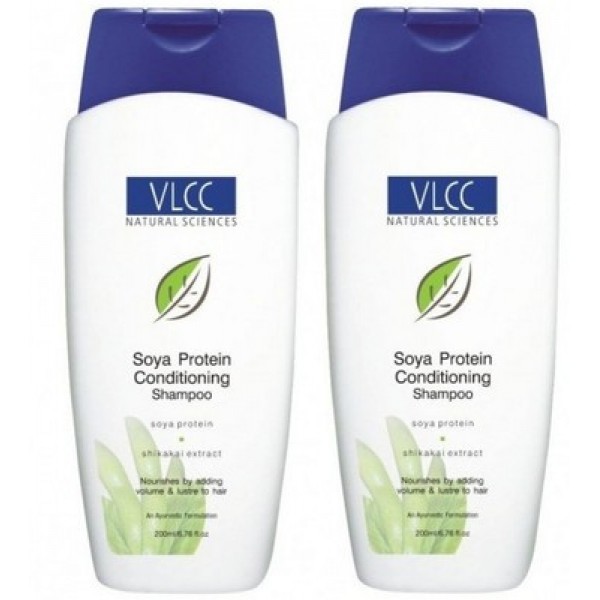 VLCC
NATURAL SCIENCES
Soya Protein
Conditioning
Shampoo
soya protein
shikakai extract
Nourishes by adding
volume & lustre to hair
An Ayurvedic Formulation
200ml/6.76 fl.oz
VLCC
NATURAL SCIENCES
Soya Protein
Conditioning
Shampoo
soya protein
shikakai extract
Nourishes by adding
volume & lustre to hair
An Ayurvedic Formulation
200ml/6.76 fl.oz